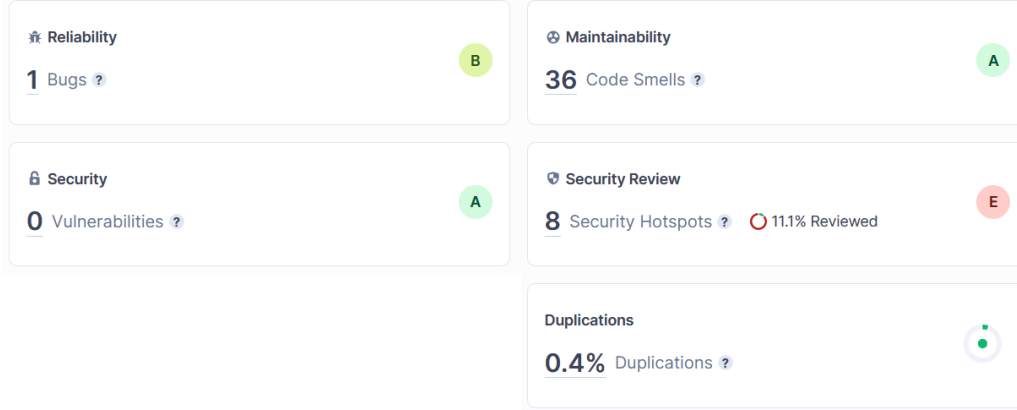 Reliability
1 Bugs ?
B
Maintainability
36 Code Smells ?
A
Security
0 Vulnerabilities ?
A
Security Review
8 Security Hotspots ? 11.1% Reviewed
E
Duplications
0.4% Duplications ?